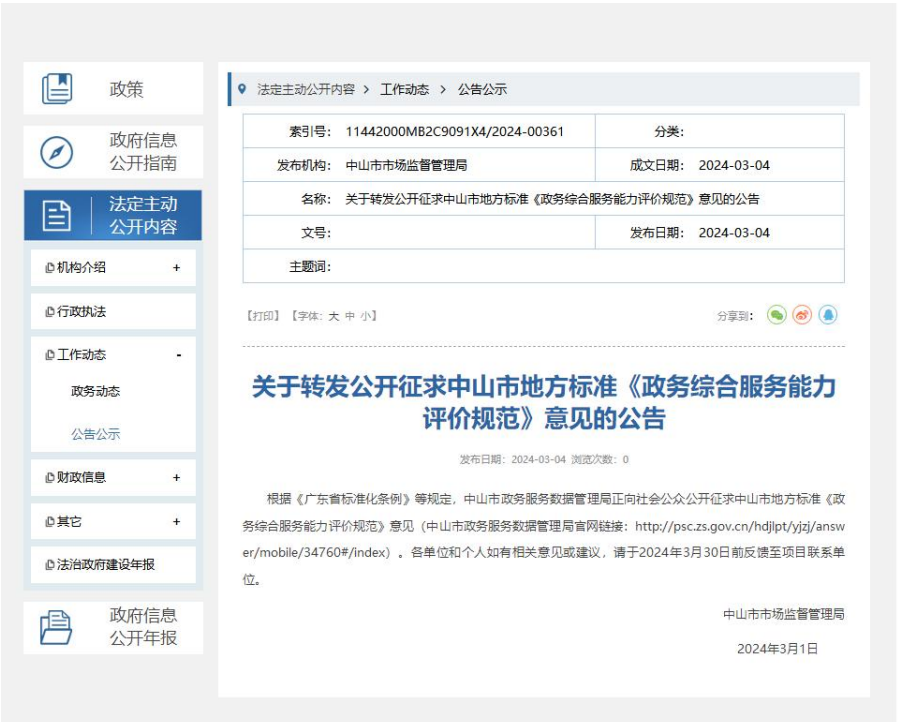 政策
政府信息
公开指南
法定主动
公开内容
机构介绍 +
行政执法
工作动态 -
政务动态
公告公示
财政信息 +
其它 +
法治政府建设年报
政府信息
公开年报
法定主动公开内容 > 工作动态 > 公告公示
索引号: 11442000MB2C9091X4/2024-00361 分类:
发布机构: 中山市市场监督管理局 成文日期: 2024-03-04
名称: 关于转发公开征求中山市地方标准《政务综合服务能力评价规范》意见的公告
文号: 发布日期: 2024-03-04
主题词:
【打印】【字体: 大 中 小】 分享到:
关于转发公开征求中山市地方标准《政务综合服务能力
评价规范》意见的公告
发布日期: 2024-03-04 浏览次数: 0
根据《广东省标准化条例》等规定，中山市政务服务数据管理局正向社会公众公开征求中山市地方标准《政
务综合服务能力评价规范》意见（中山市政务服务数据管理局官网链接：http://psc.zs.gov.cn/hdjlpt/yjzj/answ
er/mobile/34760#/index）。各单位和个人如有相关意见或建议，请于2024年3月30日前反馈至项目联系单
位。
中山市市场监督管理局
2024年3月1日